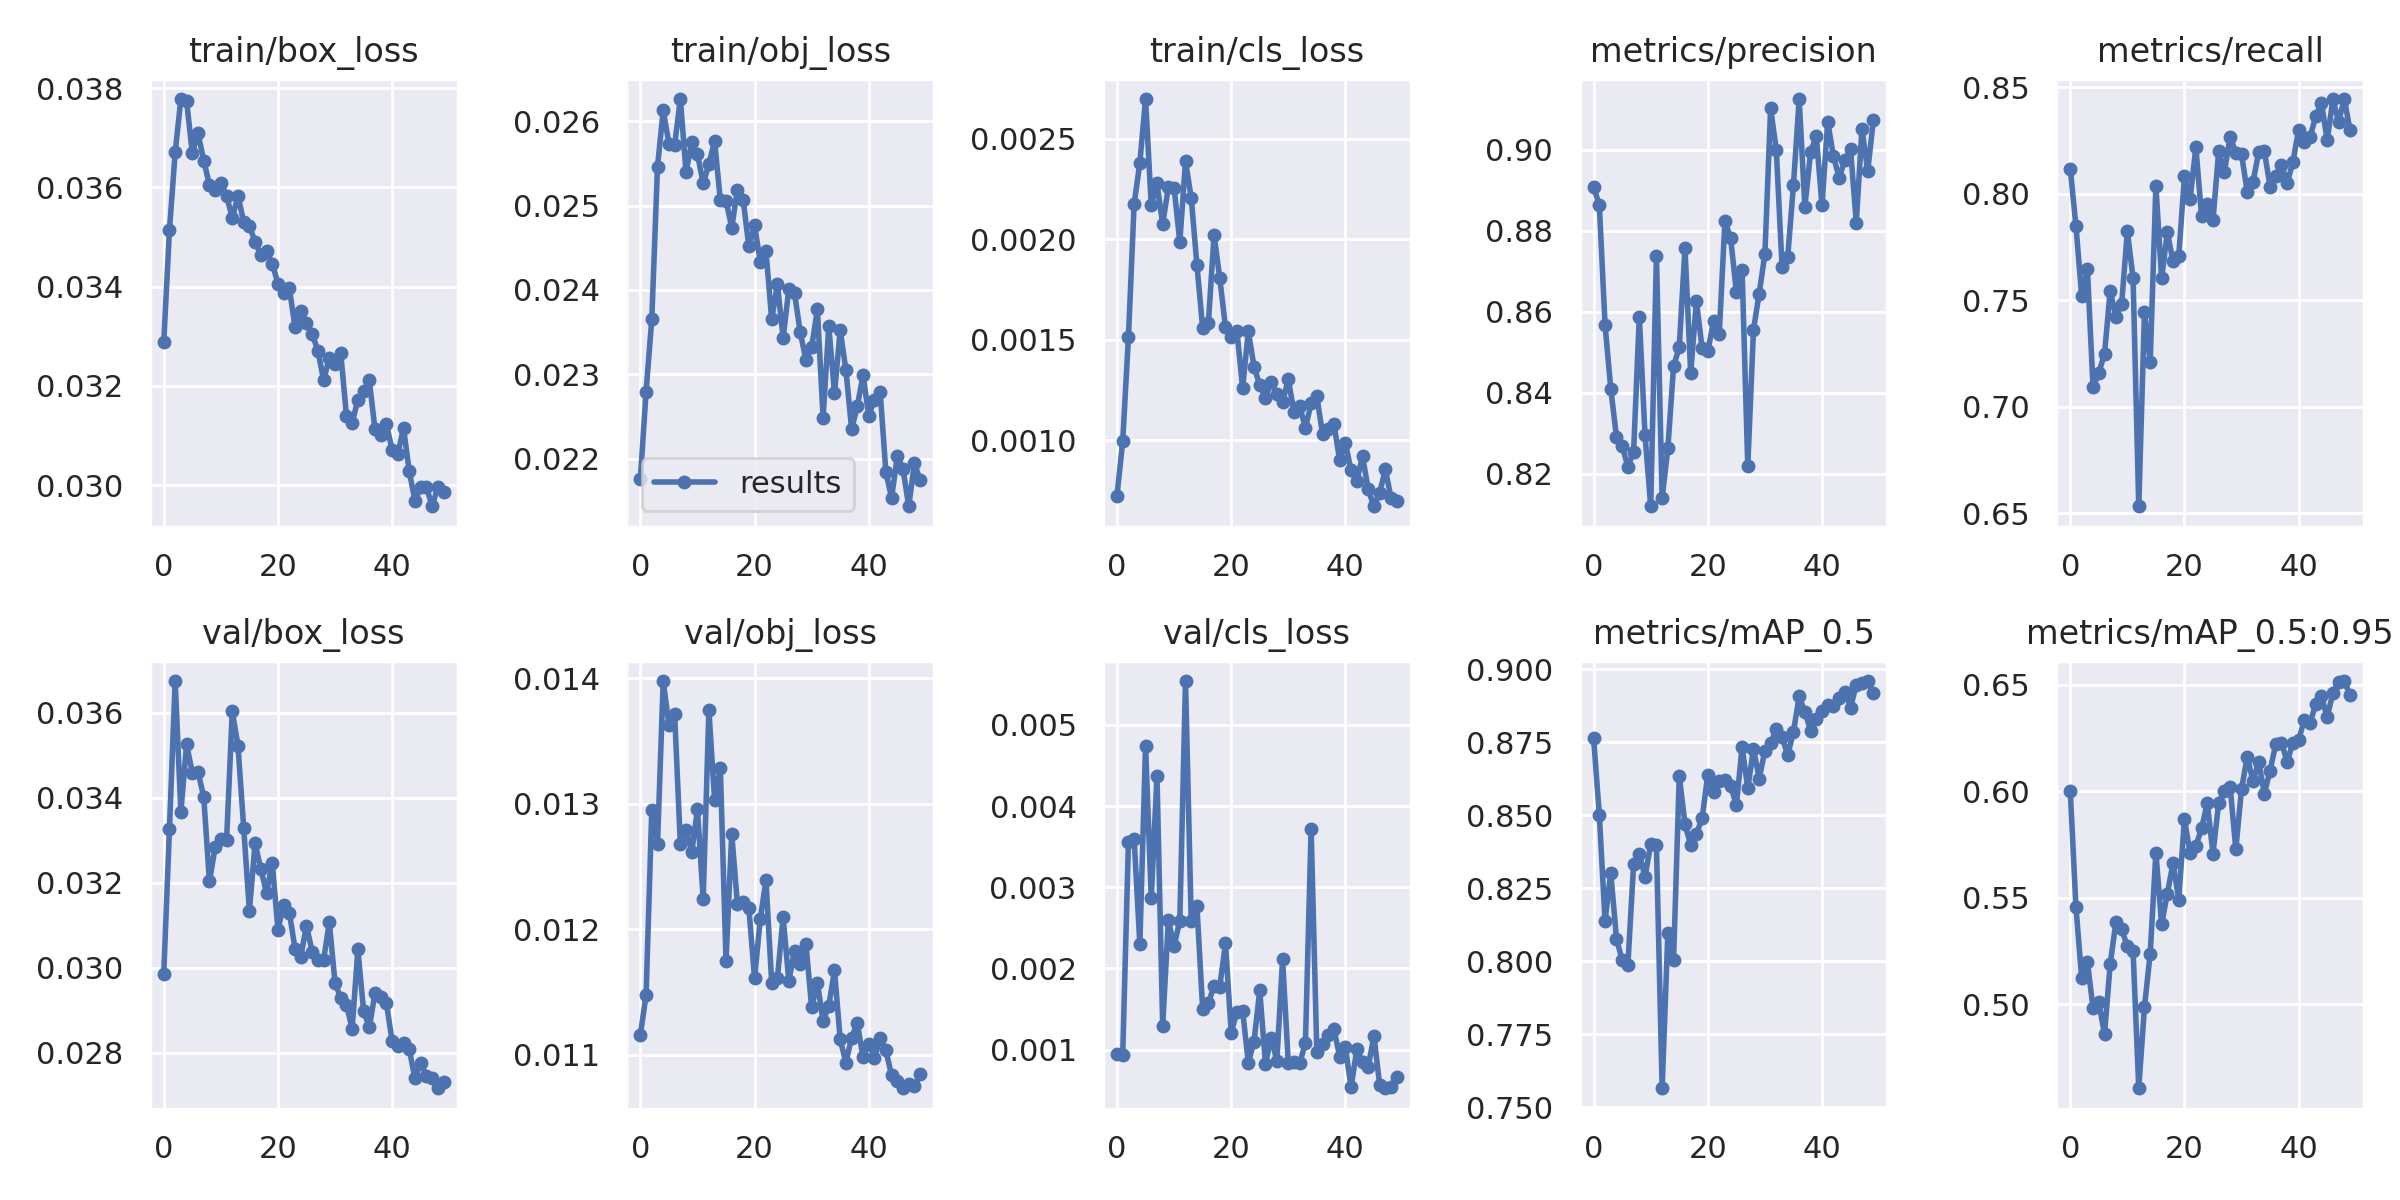 train/box_loss
0.038
0.036
0.034
0.032
0.030
0 20 40
train/obj_loss
0.026
0.025
0.024
0.023
0.022
results
0 20 40
train/cls_loss
0.0025
0.0020
0.0015
0.0010
0 20 40
metrics/precision
0.90
0.88
0.86
0.84
0.82
0 20 40
metrics/recall
0.85
0.80
0.75
0.70
0.65
0 20 40
val/box_loss
0.036
0.034
0.032
0.030
0.028
0 20 40
val/obj_loss
0.014
0.013
0.012
0.011
0 20 40
val/cls_loss
0.005
0.004
0.003
0.002
0.001
0 20 40
metrics/mAP_0.5
0.900
0.875
0.850
0.825
0.800
0.775
0.750
0 20 40
metrics/mAP_0.5:0.95
0.65
0.60
0.55
0.50
0 20 40